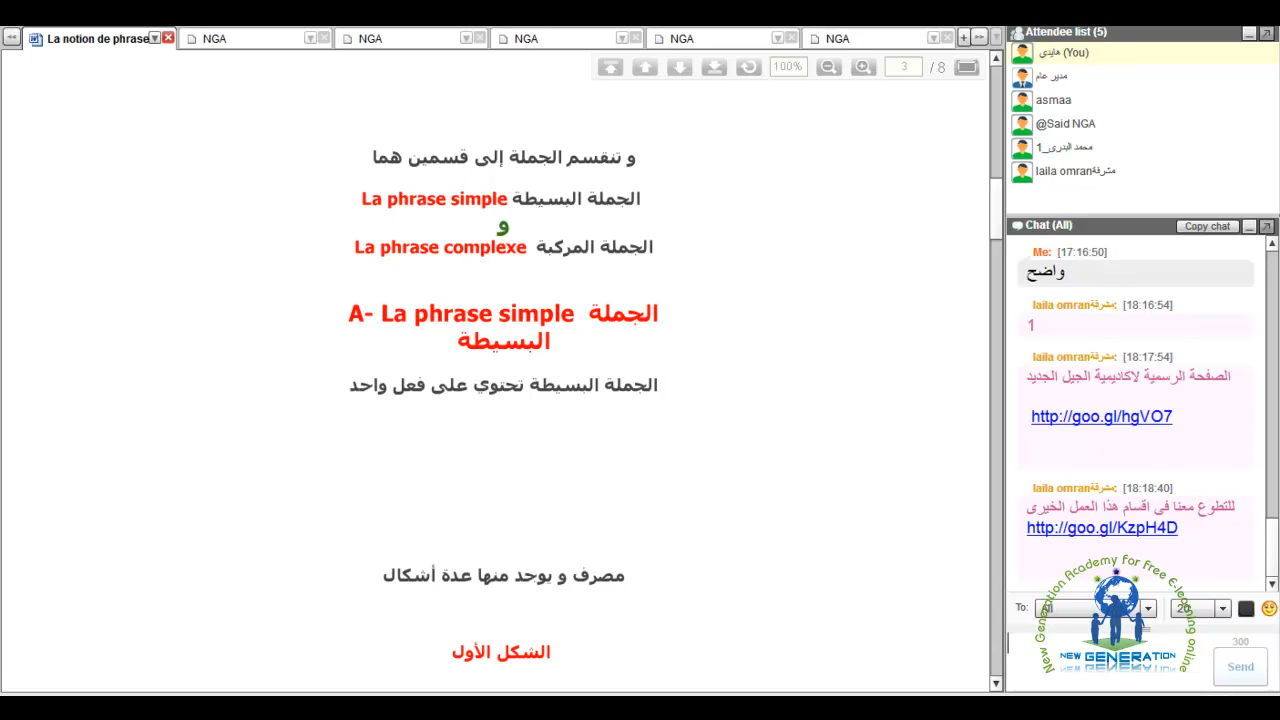 La notion de phrase
NGA
NGA
NGA
NGA
NGA
100%
3 / 8
و تنقسم الجملة إلى قسمين هما
الجملة البسيطة La phrase simple
و
الجملة المركبة La phrase complexe
A- La phrase simple الجملة
البسيطة
الجملة البسيطة تحتوي على فعل واحد
مصرف و يوجد منها عدة أشكال
الشكل الأول
Attendee list (5)
هايدي (You)
مدير عام
asmaa
@Said NGA
محمد البدرى_1
laila omranمشرفة
Chat (All)
Copy chat
Me: [17:16:50]
واضح
laila omranمشرفة: [18:16:54]
1
laila omranمشرفة: [18:17:54]
الصفحة الرسمية لاكاديمية الجيل الجديد
http://goo.gl/hgVO7
laila omranمشرفة: [18:18:40]
للتطوع معنا فى اقسام هذا العمل الخيرى
http://goo.gl/KzpH4D
To:
300
Send
New Generation Academy for Free E-learning online
NEW GENERATION